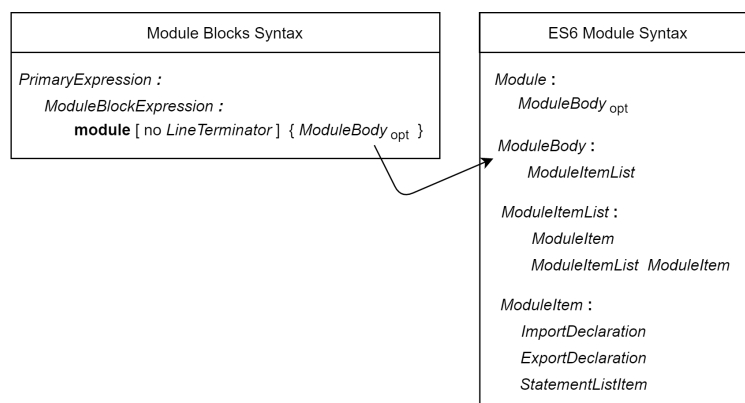 Module Blocks Syntax
PrimaryExpression :
ModuleBlockExpression :
module [ no LineTerminator ] { ModuleBody opt }
ES6 Module Syntax
Module :
ModuleBody opt
ModuleBody :
ModuleItemList
ModuleItemList :
ModuleItem
ModuleItemList ModuleItem
ModuleItem :
ImportDeclaration
ExportDeclaration
StatementListItem